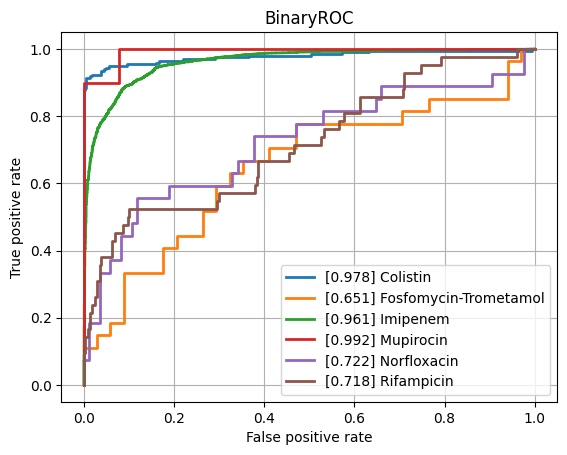 BinaryROC
True positive rate
1.0
0.8
0.6
0.4
0.2
0.0
[0.978] Colistin
[0.651] Fosfomycin-Trometamol
[0.961] Imipenem
[0.992] Mupirocin
[0.722] Norfloxacin
[0.718] Rifampicin
0.0 0.2 0.4 0.6 0.8 1.0
False positive rate